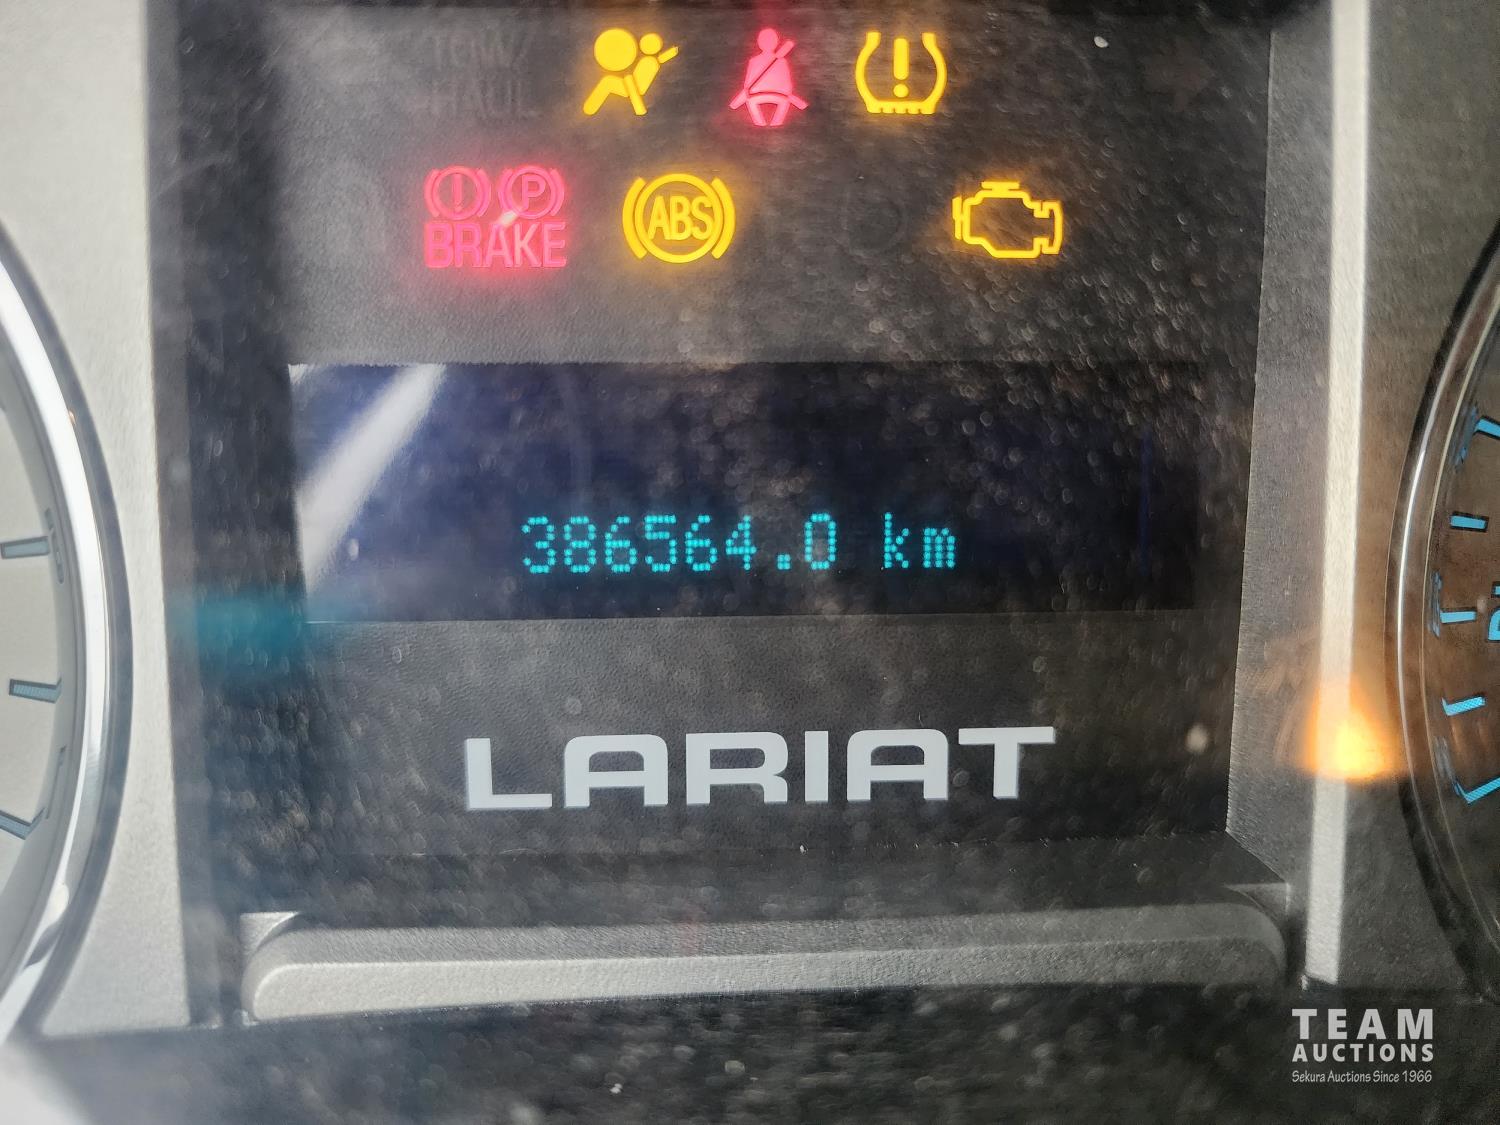 TOW/
HAUL
! ! P
BRAKE
ABS
386564.0 km
LARIAT
TEAM
AUCTIONS
Sekura Auctions Since 1966